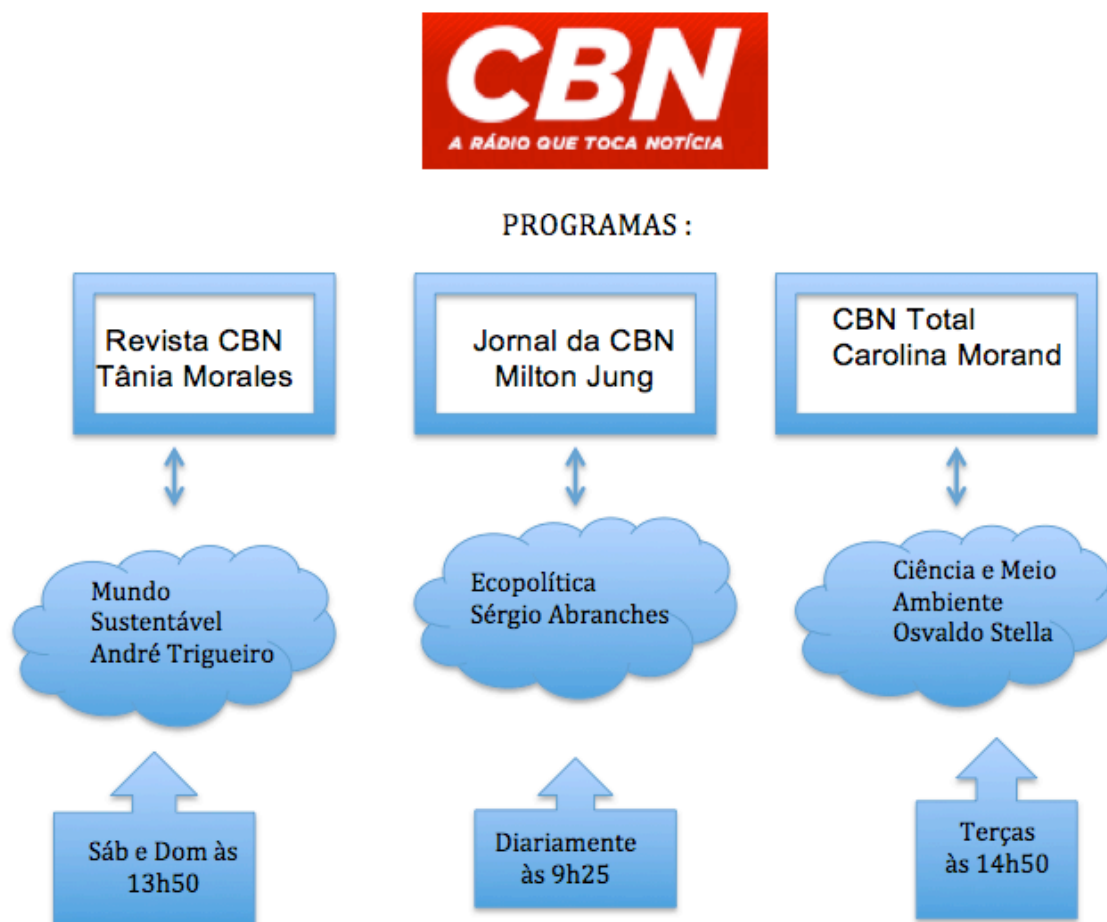 CBN
A RÁDIO QUE TOCA NOTÍCIA
PROGRAMAS :
Revista CBN
Tânia Morales
Jornal da CBN
Milton Jung
CBN Total
Carolina Morand
Mundo
Sustentável
André Trigueiro
Ecopolítica
Sérgio Abranches
Ciência e Meio
Ambiente
Osvaldo Stella
Sáb e Dom às
13h50
Diariamente
às 9h25
Terças
às 14h50